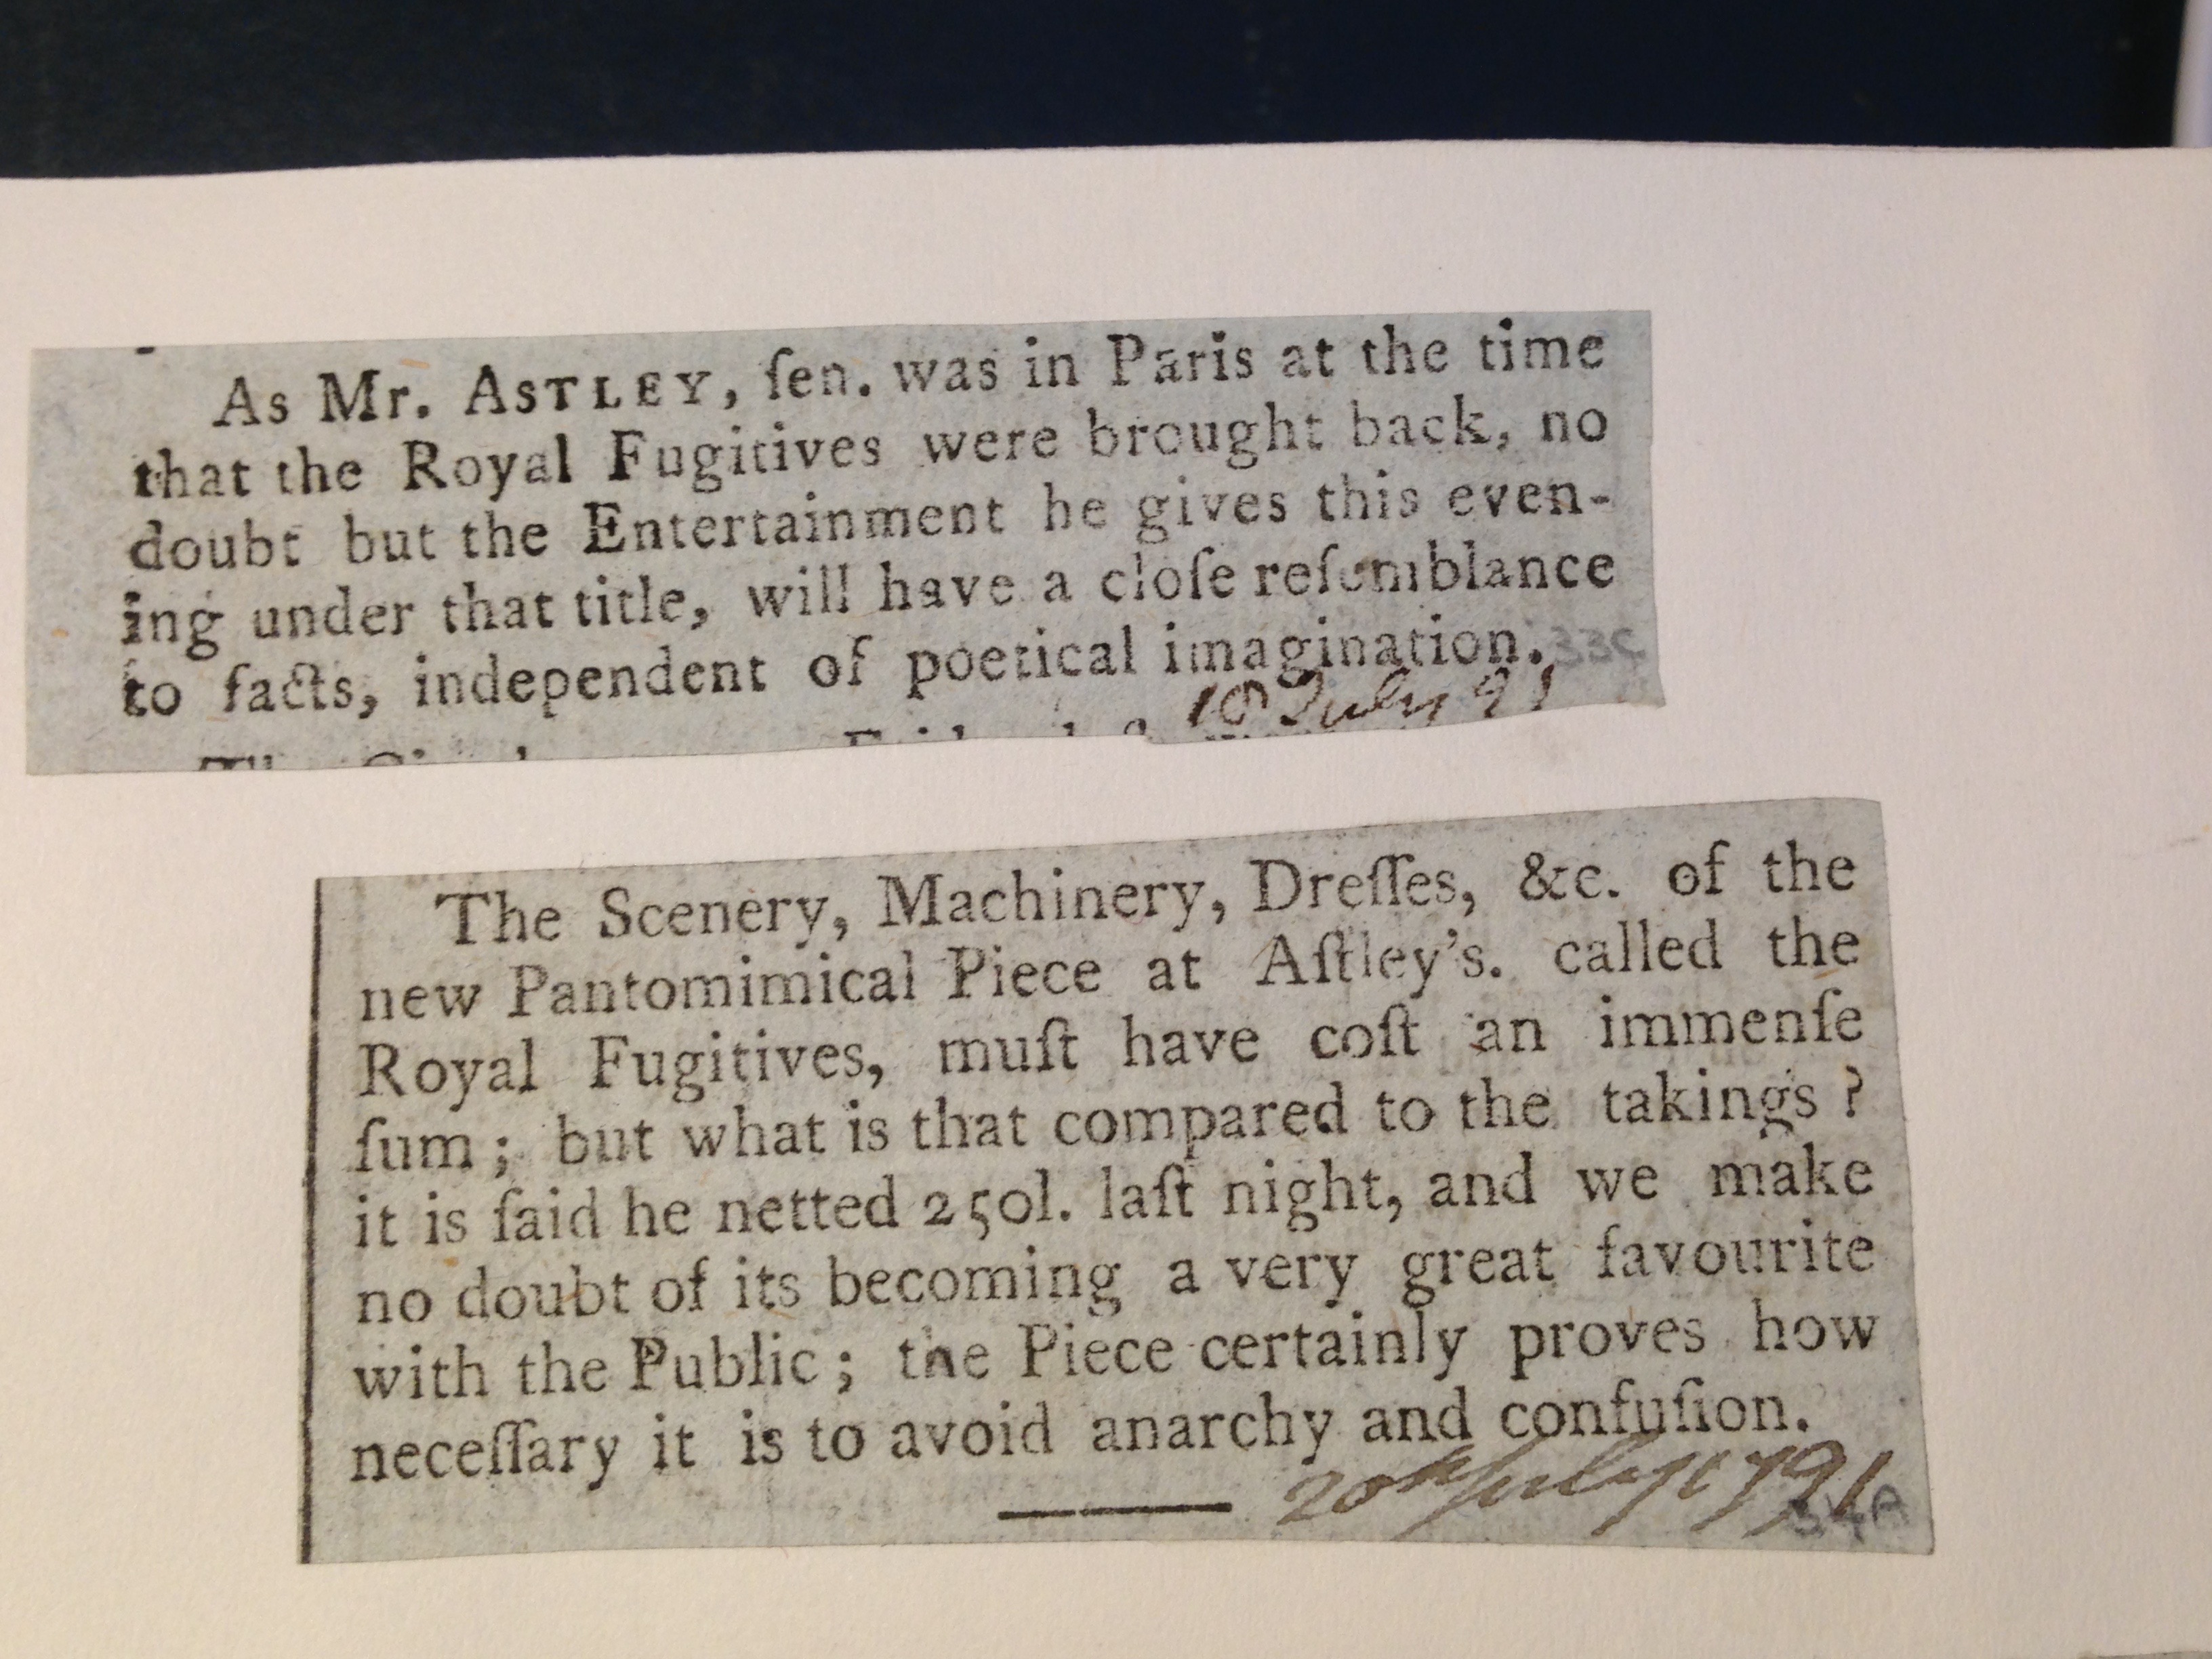 As Mr. ASTLEY, ſen. was in Paris at the time
that the Royal Fugitives were brought back, no
doubt but the Entertainment he gives this even-
ing under that title, will have a cloſe reſemblance
to facts, independent of poetical imagination.
33C
July 91
The Scenery, Machinery, Dreſſes, &c. of the
new Pantomimical Piece at Aſtley's. called the
Royal Fugitives, muſt have coſt an immenſe
ſum; but what is that compared to the takings?
it is ſaid he netted 250l. laſt night, and we make
no doubt of its becoming a very great favourite
with the Public; the Piece certainly proves how
neceſſary it is to avoid anarchy and confuſion.
20th July 1791
34A